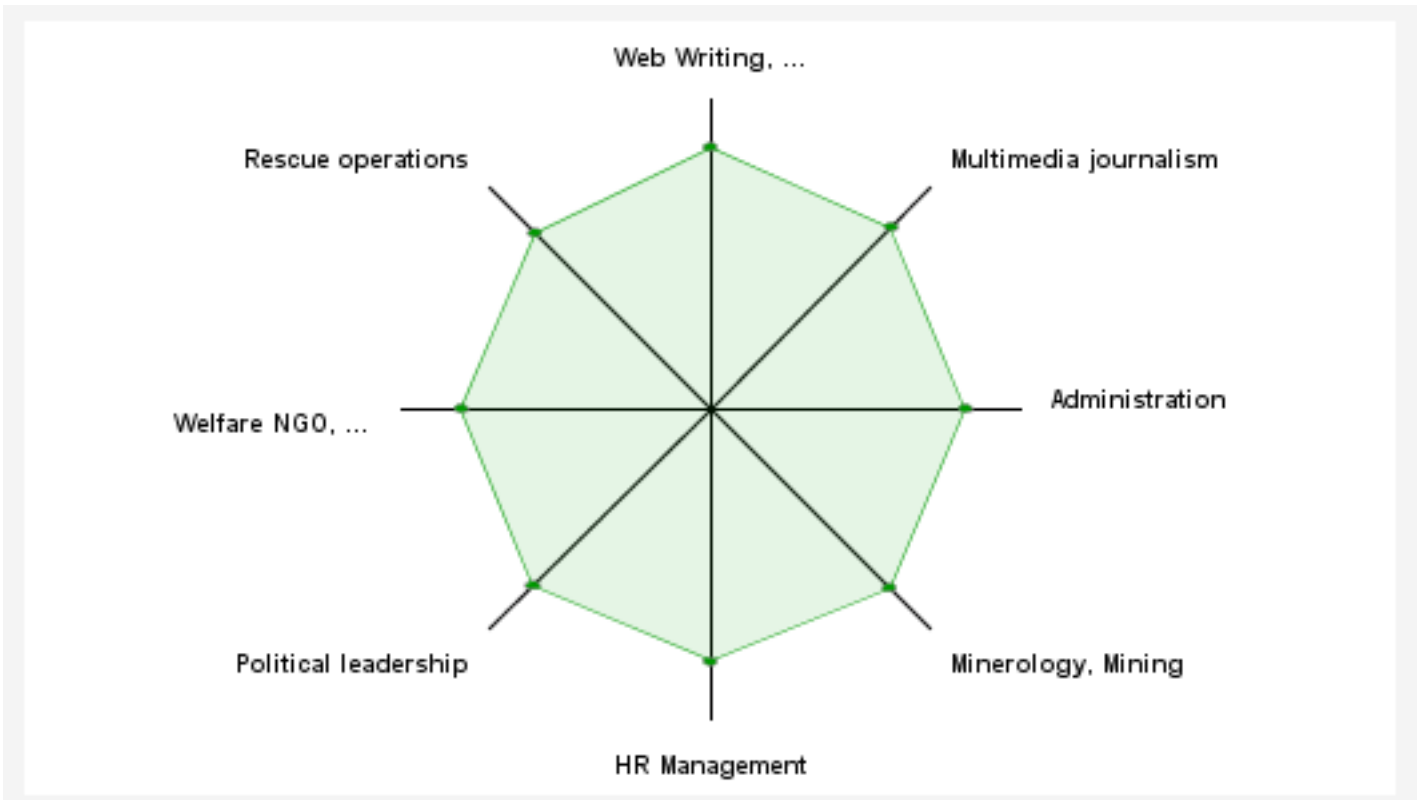 Web Writing, ...
Rescue operations
Multimedia journalism
Administration
Welfare NGO, ...
Political leadership
Minerology, Mining
HR Management